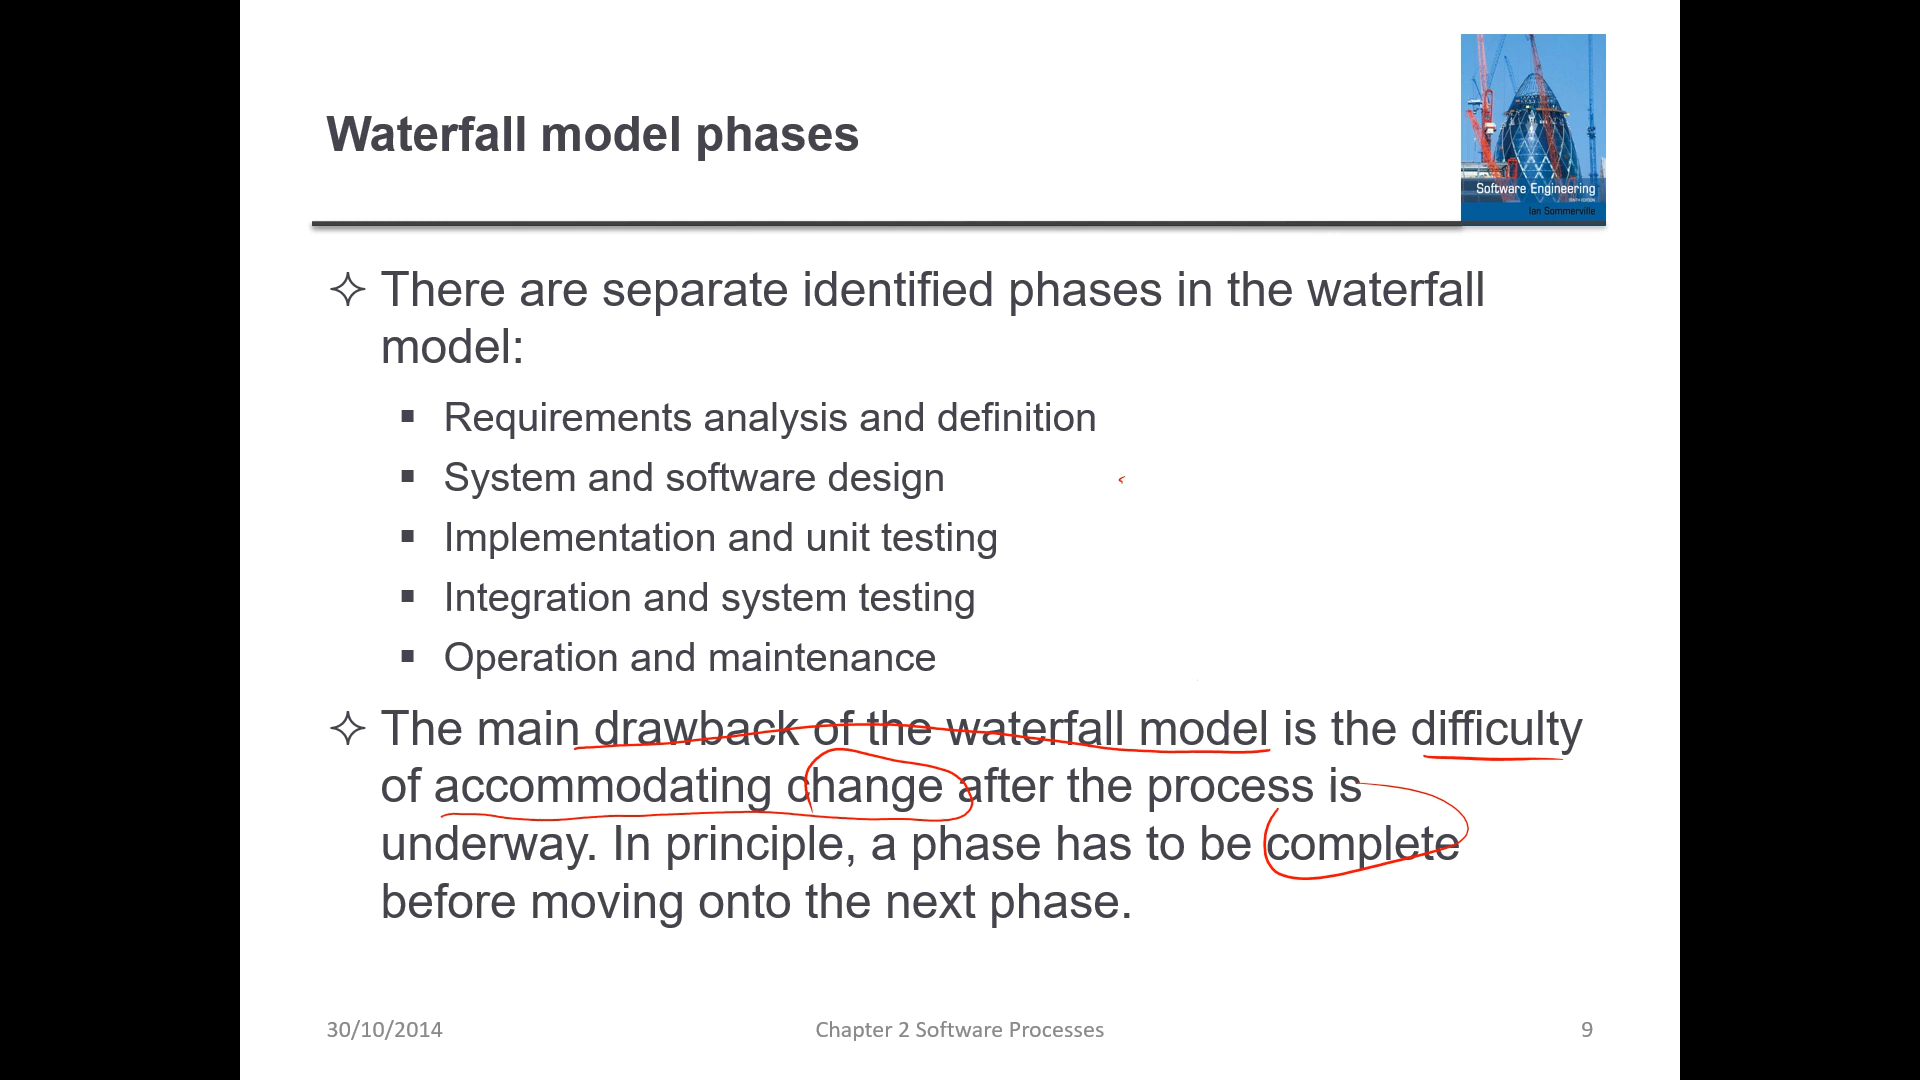 Waterfall model phases
Software Engineering
Ian Sommerville
✧ There are separate identified phases in the waterfall
model:
▪ Requirements analysis and definition
▪ System and software design
▪ Implementation and unit testing
▪ Integration and system testing
▪ Operation and maintenance
✧ The main drawback of the waterfall model is the difficulty
of accommodating change after the process is
underway. In principle, a phase has to be complete
before moving onto the next phase.
30/10/2014
Chapter 2 Software Processes
9